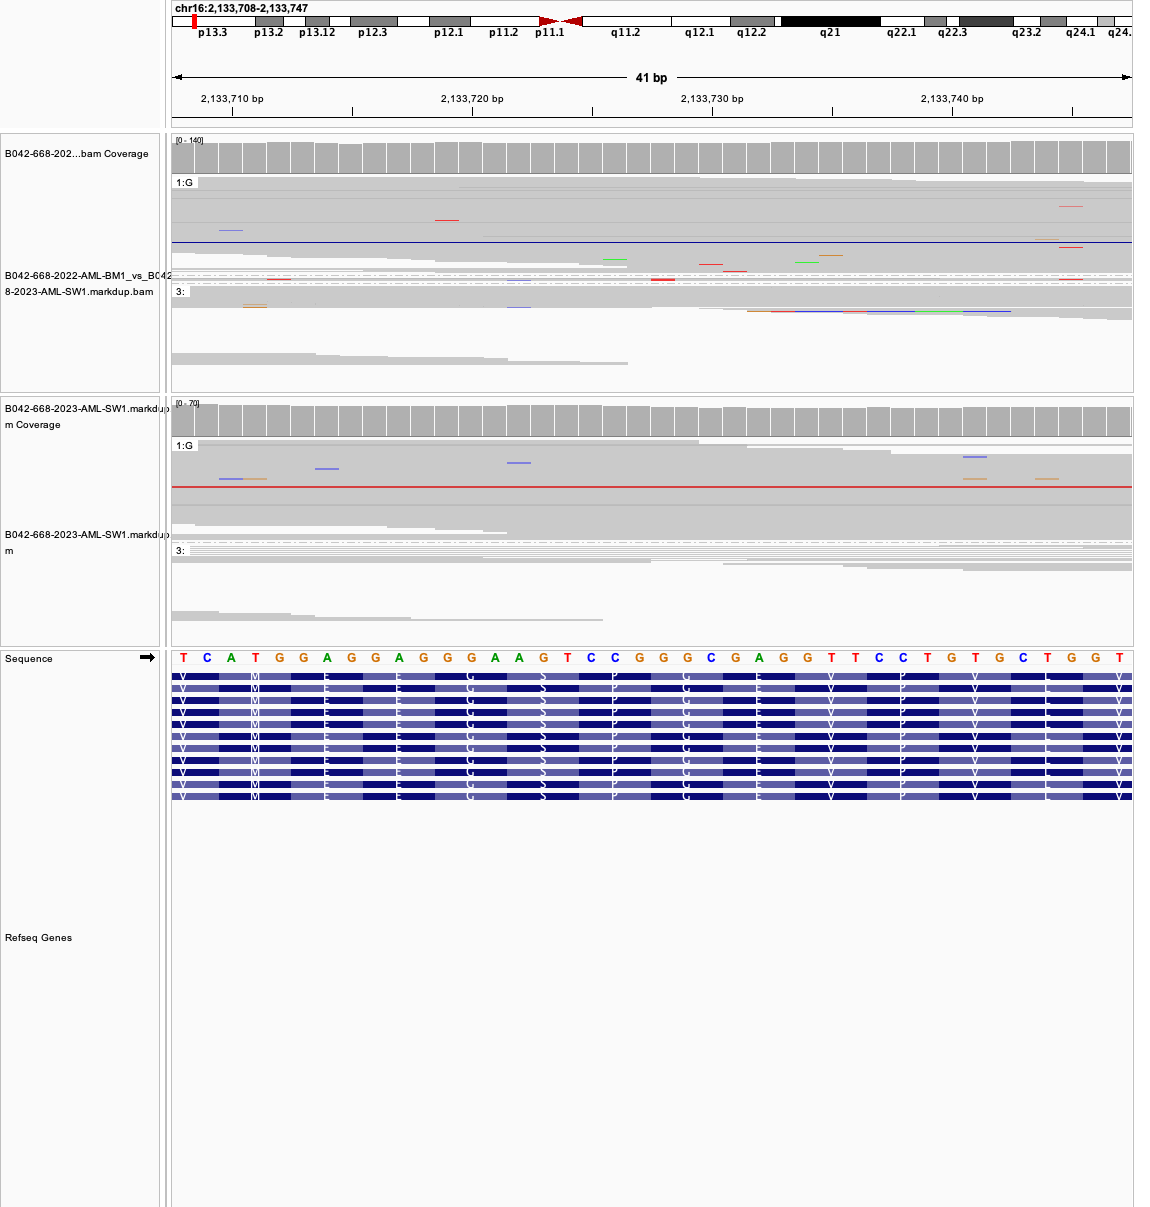 chr16:2,133,708-2,133,747
p13.3 p13.2 p13.12 p12.3 p12.1 p11.2 p11.1 q11.2 q12.1 q12.2 q21 q22.1 q22.3 q23.2 q24.1 q24.
41 bp
2,133,710 bp 2,133,720 bp 2,133,730 bp 2,133,740 bp
[0 - 140]
B042-668-202...bam Coverage
1:G
B042-668-2022-AML-BM1_vs_B042
8-2023-AML-SW1.markdup.bam
3:
[0 - 70]
B042-668-2023-AML-SW1.markdup
m Coverage
1:G
B042-668-2023-AML-SW1.markdup
m
3:
Sequence
T C A T G G A G G A G G G A A G T C C G G G C G A G G T T C C T G T G C T G G T
V M E E G S P G E V P V L V
V M E E G S P G E V P V L V
V M E E G S P G E V P V L V
V M E E G S P G E V P V L V
V M E E G S P G E V P V L V
V M E E G S P G E V P V L V
V M E E G S P G E V P V L V
V M E E G S P G E V P V L V
V M E E G S P G E V P V L V
V M E E G S P G E V P V L V
V M E E G S P G E V P V L V
Refseq Genes